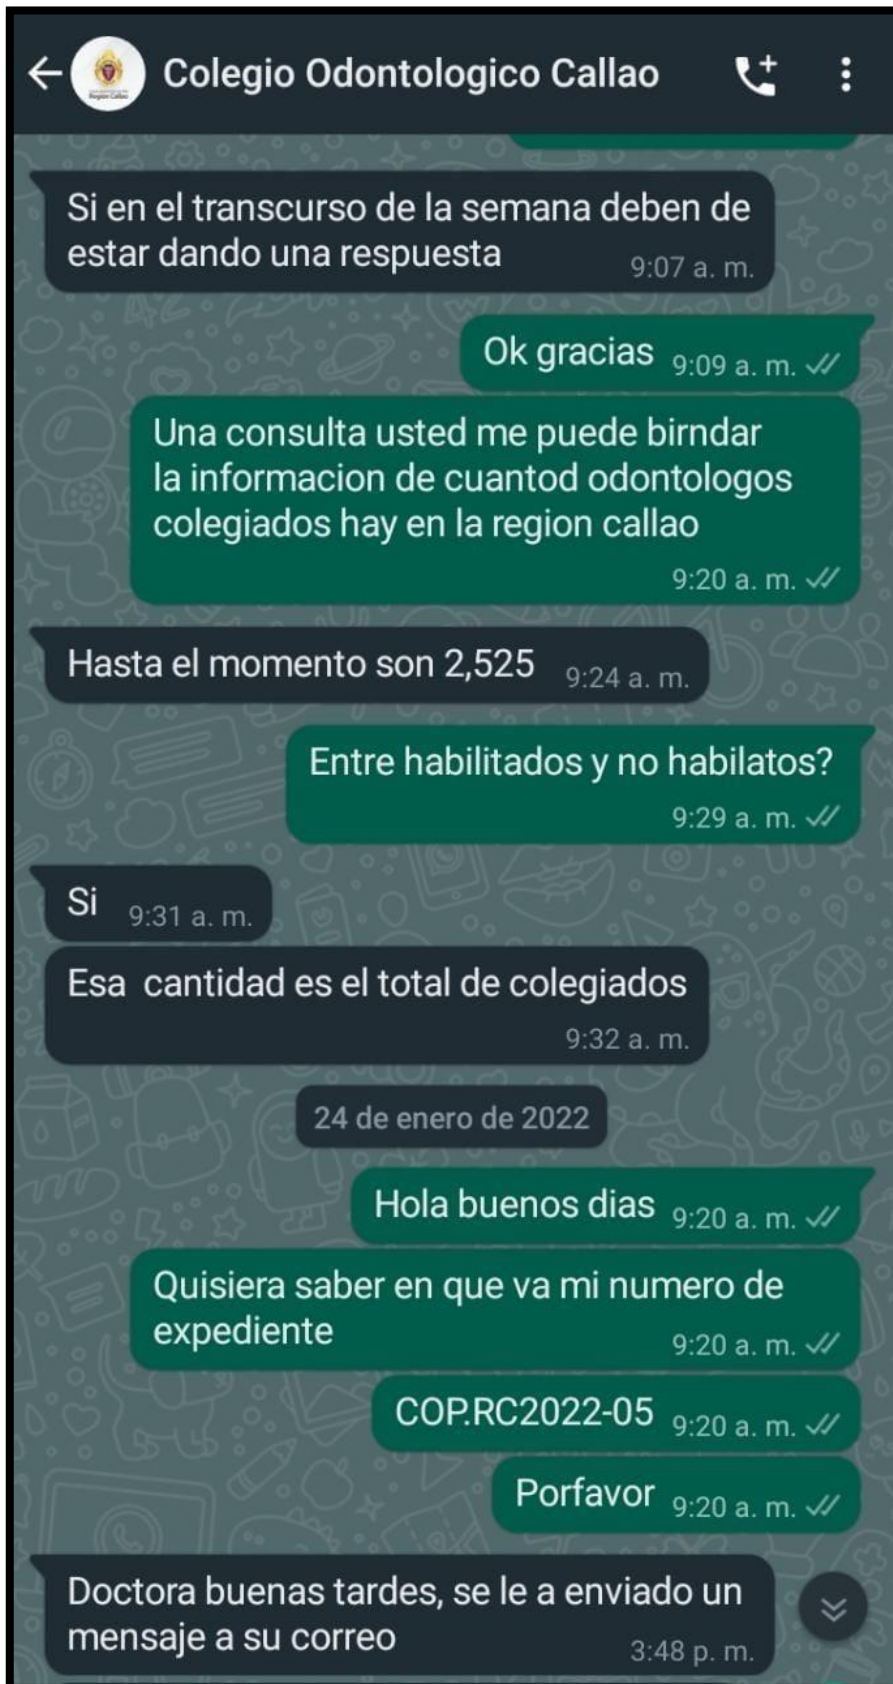 Colegio Odontologico Callao
Región Callao
Si en el transcurso de la semana deben de
estar dando una respuesta 9:07 a. m.
Ok gracias 9:09 a. m.
Una consulta usted me puede birndar
la informacion de cuantod odontologos
colegiados hay en la region callao
9:20 a. m.
Hasta el momento son 2,525 9:24 a. m.
Entre habilitados y no habilatos?
9:29 a. m.
Si 9:31 a. m.
Esa cantidad es el total de colegiados
9:32 a. m.
24 de enero de 2022
Hola buenos dias 9:20 a. m.
Quisiera saber en que va mi numero de
expediente 9:20 a. m.
COP.RC2022-05 9:20 a. m.
Porfavor 9:20 a. m.
Doctora buenas tardes, se le a enviado un
mensaje a su correo 3:48 p. m.